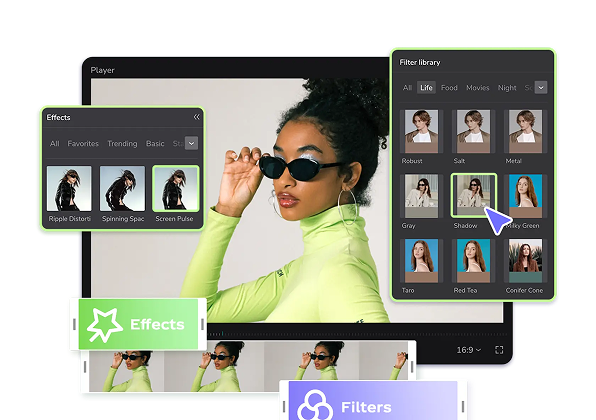 Player
Filter library
All Life Food Movies Night
Robust Salt Metal
Gray Shadow Milky Green
Taro Red Tea Conifer Cone
Effects
All Favorites Trending Basic
Ripple Distorti Spinning Spac Screen Pulse
Effects
16:9
Filters